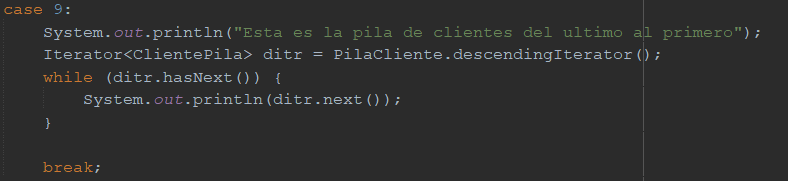 case 9:
System.out.println("Esta es la pila de clientes del ultimo al primero");
Iterator<ClientePila> ditr = PilaCliente.descendingIterator();
while (ditr.hasNext()) {
System.out.println(ditr.next());
}
break;